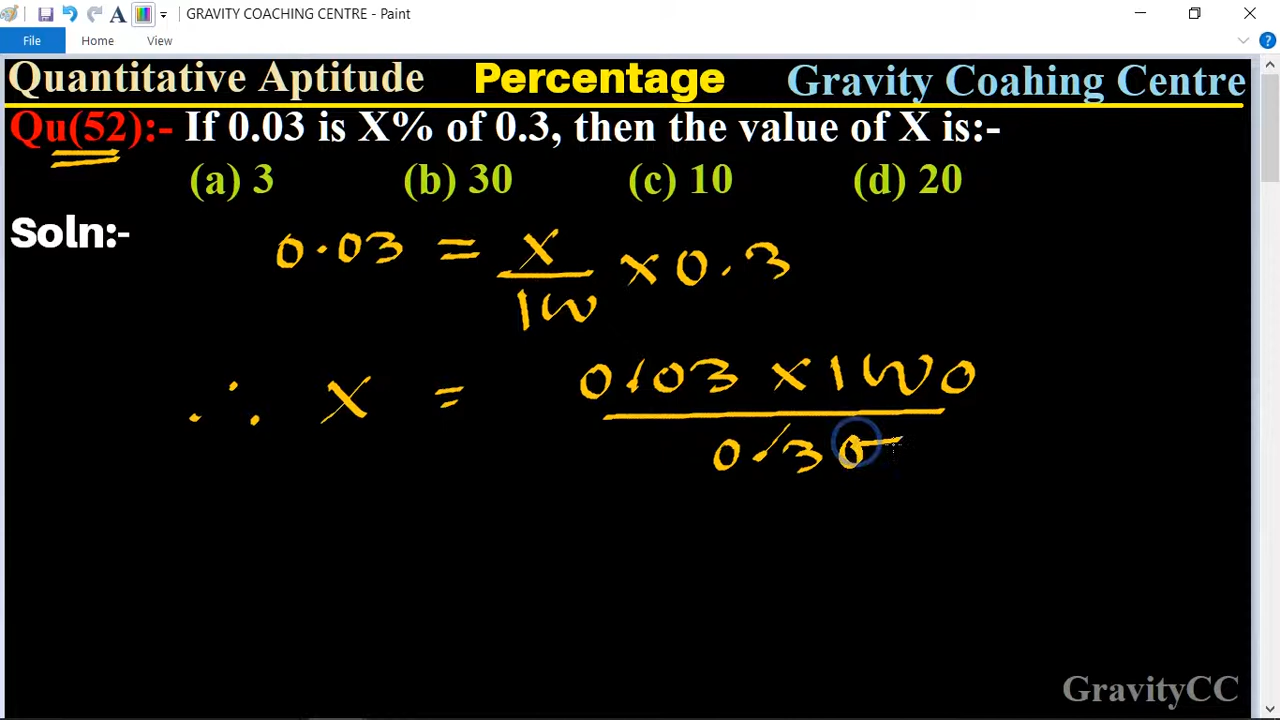 GRAVITY COACHING CENTRE - Paint
File Home View
Quantitative Aptitude Percentage Gravity Coahing Centre
Qu(52):- If 0.03 is X% of 0.3, then the value of X is:-
(a) 3 (b) 30 (c) 10 (d) 20
Soln:- 0.03 = X/100 × 0.3
∴ X = 0.03 × 1000 / 0.30
GravityCC